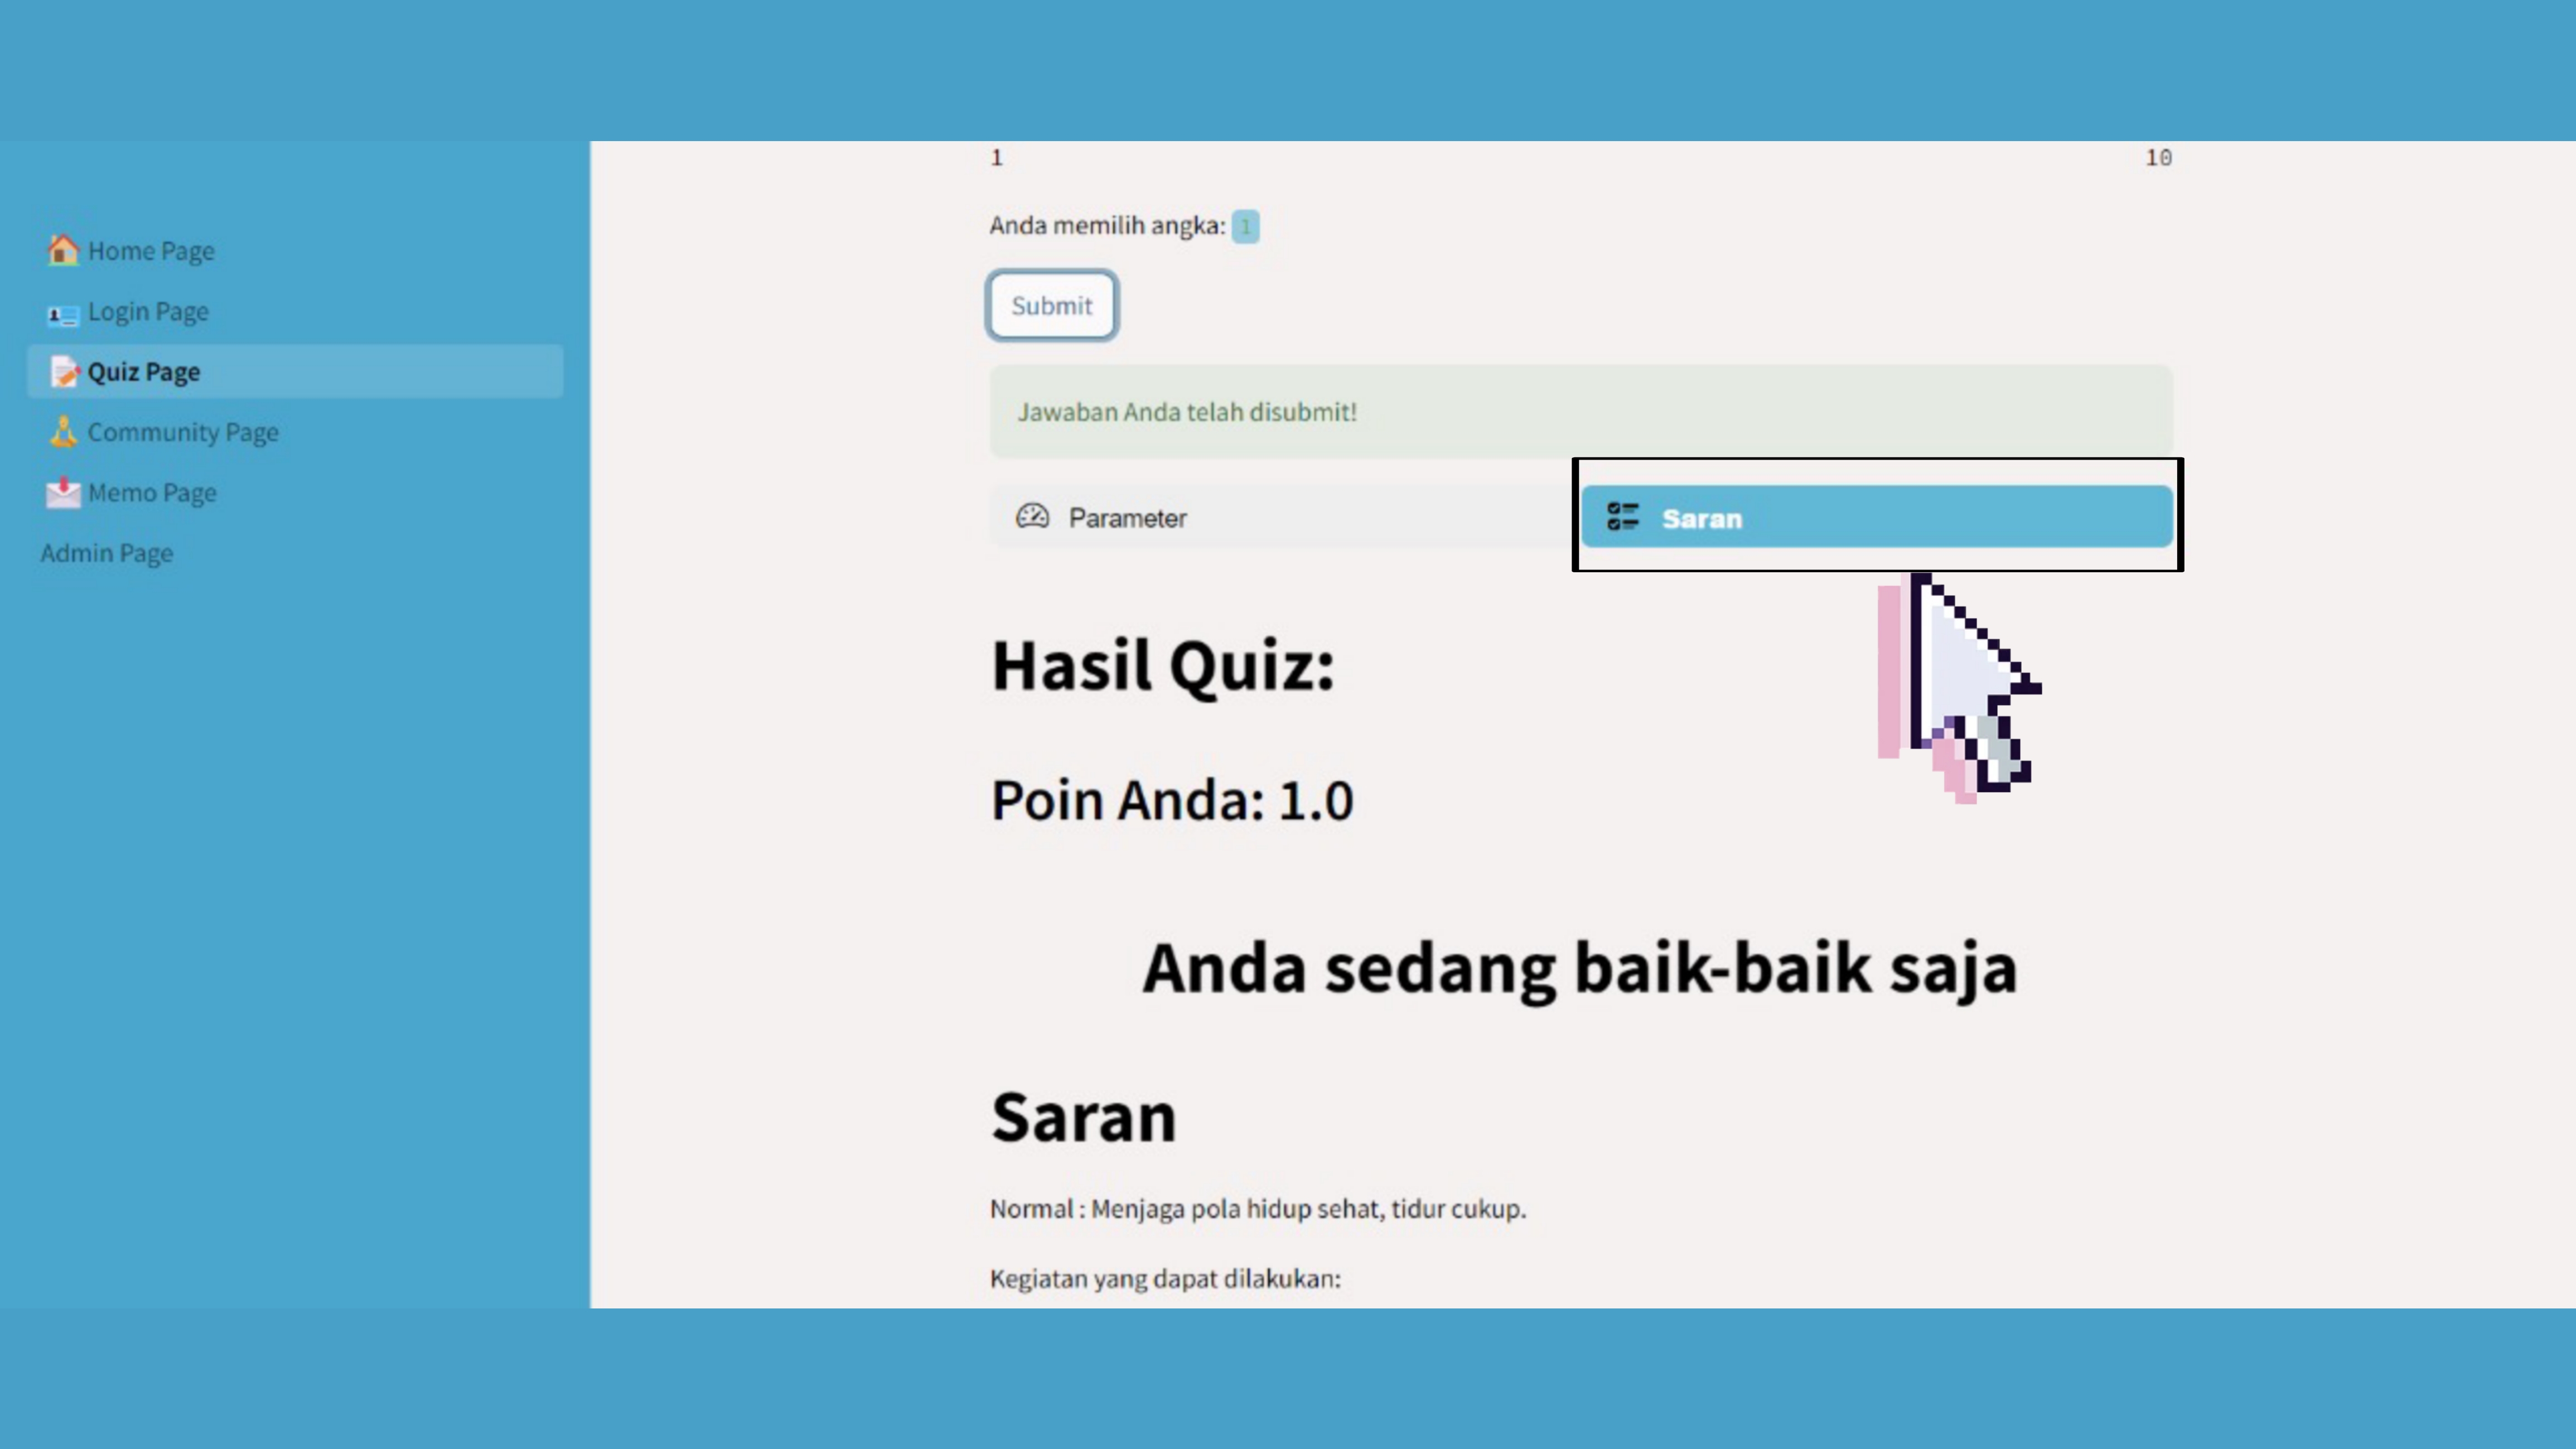 Home Page
Login Page
Quiz Page
Community Page
Memo Page
Admin Page
1 10
Anda memilih angka: 1
Submit
Jawaban Anda telah disubmit!
Parameter Saran
Hasil Quiz:
Poin Anda: 1.0
Anda sedang baik-baik saja
Saran
Normal : Menjaga pola hidup sehat, tidur cukup.
Kegiatan yang dapat dilakukan: